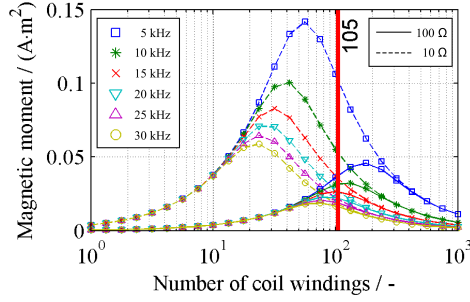 Magnetic moment / (A·m²)
0.15
0.1
0.05
0
5 kHz
10 kHz
15 kHz
20 kHz
25 kHz
30 kHz
105
100 Ω
10 Ω
10⁰
10¹
10²
10³
Number of coil windings / -